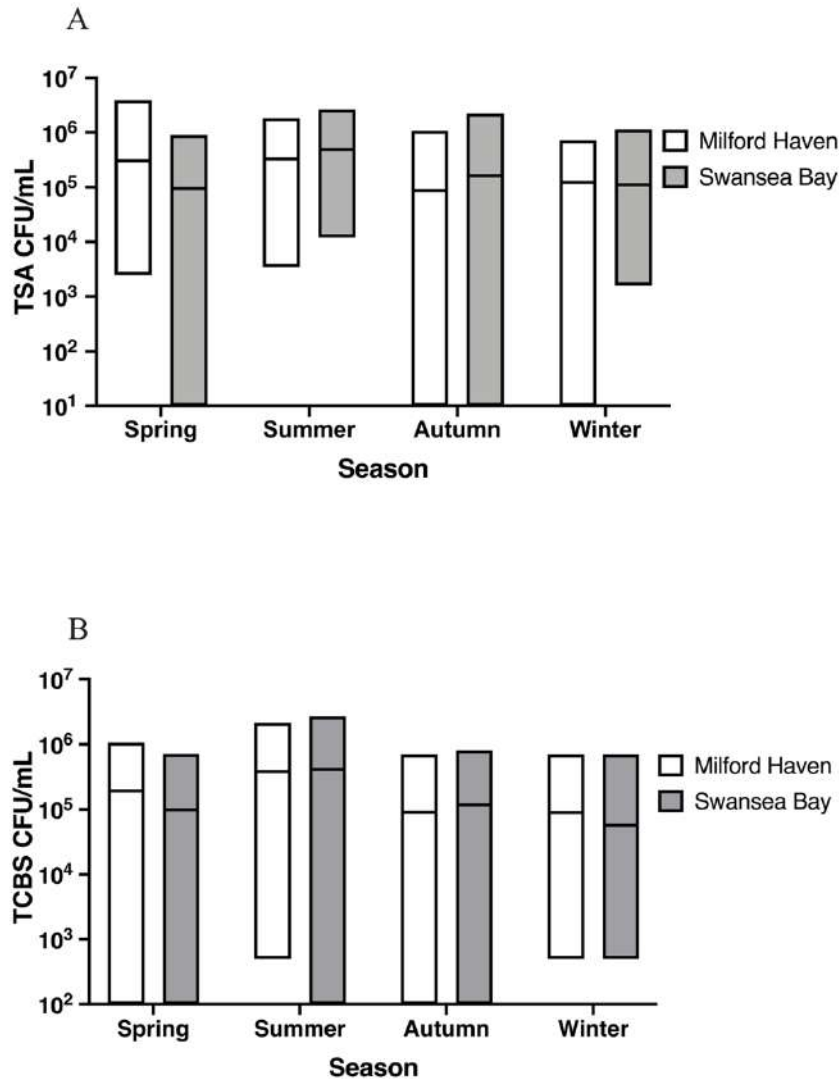 A
TSA CFU/mL
10⁷
10⁶
10⁵
10⁴
10³
10²
10¹
Spring Summer Autumn Winter
Season
Milford Haven
Swansea Bay
B
TCBS CFU/mL
10⁷
10⁶
10⁵
10⁴
10³
10²
Spring Summer Autumn Winter
Season
Milford Haven
Swansea Bay